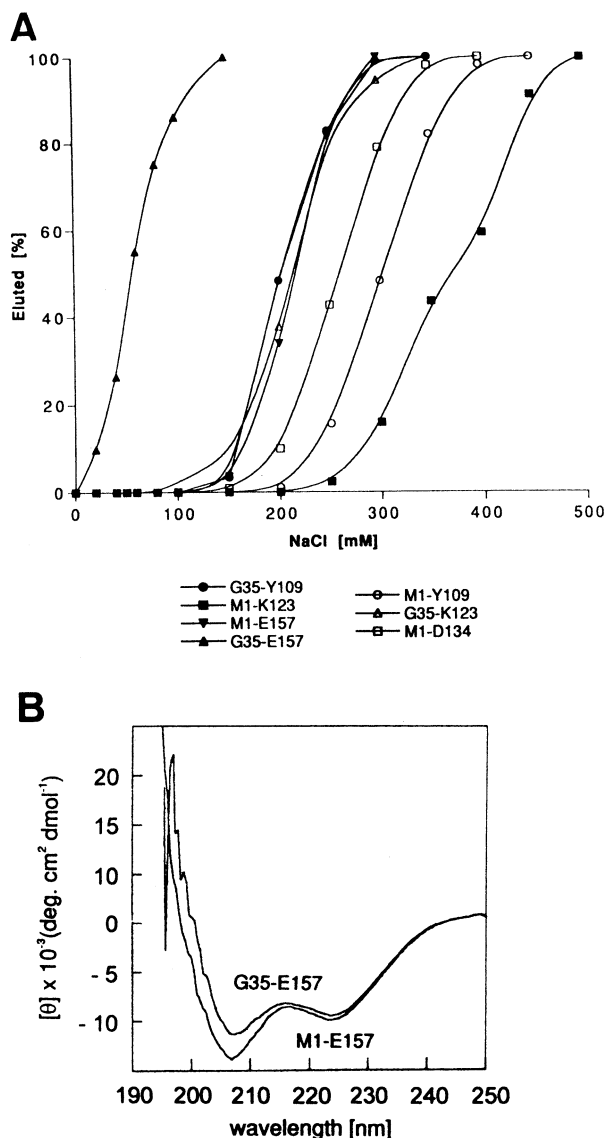 A
Eluted [%]
100
80
60
40
20
0
0 100 200 300 400 500
NaCl [mM]
G35-Y109
M1-K123
M1-E157
G35-E157
M1-Y109
G35-K123
M1-D134
B
[θ] x 10⁻³(deg. cm² dmol⁻¹)
20
15
10
0
- 5
- 10
G35-E157
M1-E157
190 200 210 220 230 240 250
wavelength [nm]